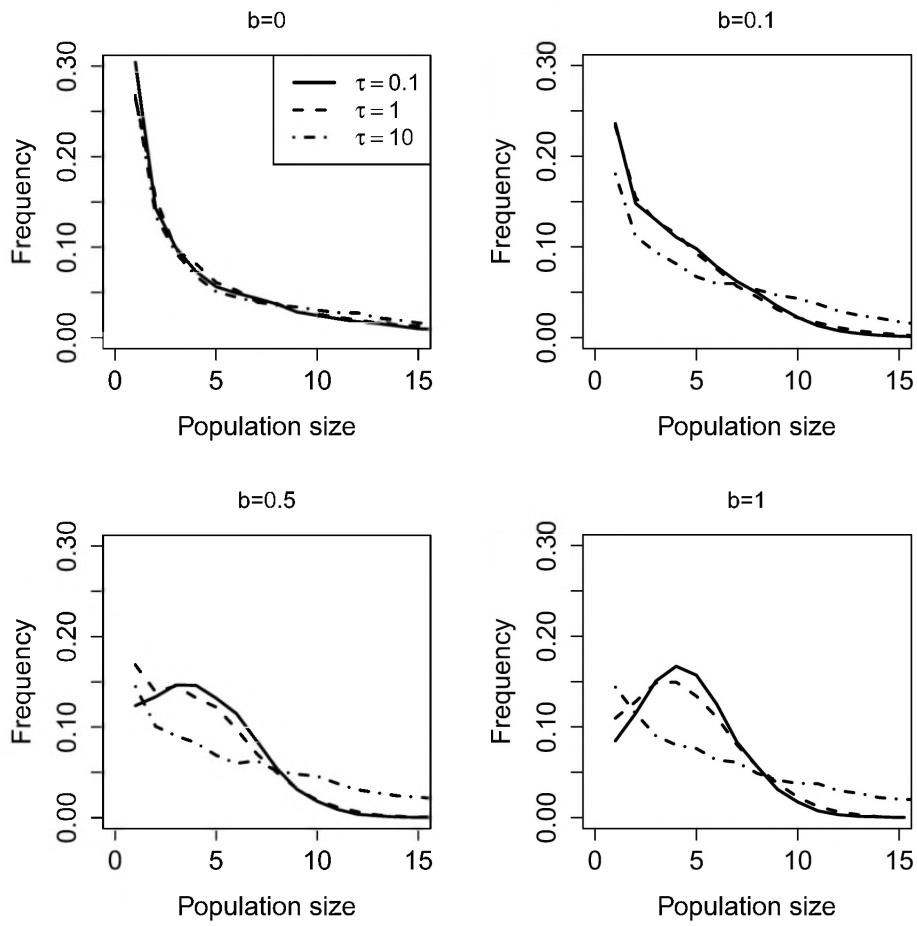 b=0
0.30
0.20
0.10
0.00
Frequency
τ = 0.1
τ = 1
τ = 10
0
5
10
15
Population size
b=0.1
0.30
0.20
0.10
0.00
Frequency
0
5
10
15
Population size
b=0.5
0.30
0.20
0.10
0.00
Frequency
0
5
10
15
Population size
b=1
0.30
0.20
0.10
0.00
Frequency
0
5
10
15
Population size